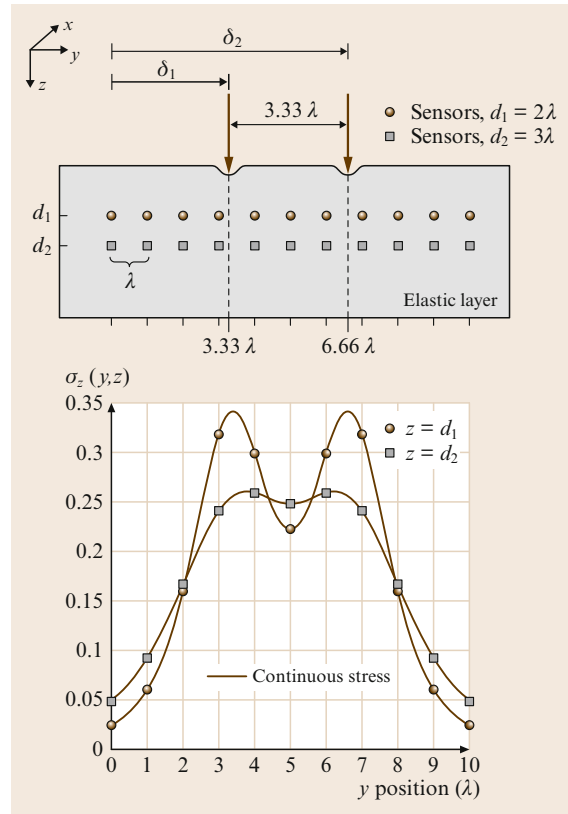 x
y
z
δ₂
δ₁
3.33 λ
Sensors, d₁ = 2λ
Sensors, d₂ = 3λ
d₁
d₂
λ
Elastic layer
3.33 λ
6.66 λ
σ_z (y,z)
0.35
0.3
0.25
0.2
0.15
0.1
0.05
0
z = d₁
z = d₂
Continuous stress
0 1 2 3 4 5 6 7 8 9 10
y position (λ)